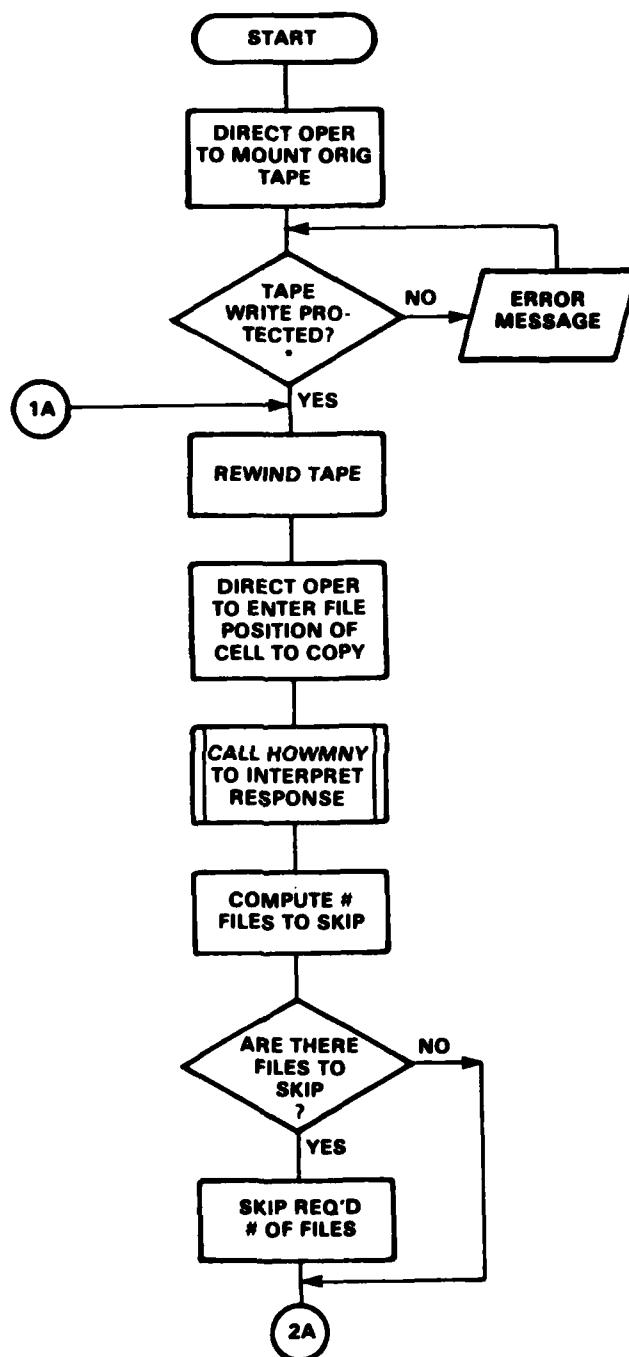 START
DIRECT OPER
TO MOUNT ORIG
TAPE
TAPE
WRITE PRO-
TECTED?
*
NO
ERROR
MESSAGE
1A
YES
REWIND TAPE
DIRECT OPER
TO ENTER FILE
POSITION OF
CELL TO COPY
CALL HOWMNY
TO INTERPRET
RESPONSE
COMPUTE #
FILES TO SKIP
ARE THERE
FILES TO
SKIP
?
NO
YES
SKIP REQ'D
# OF FILES
2A